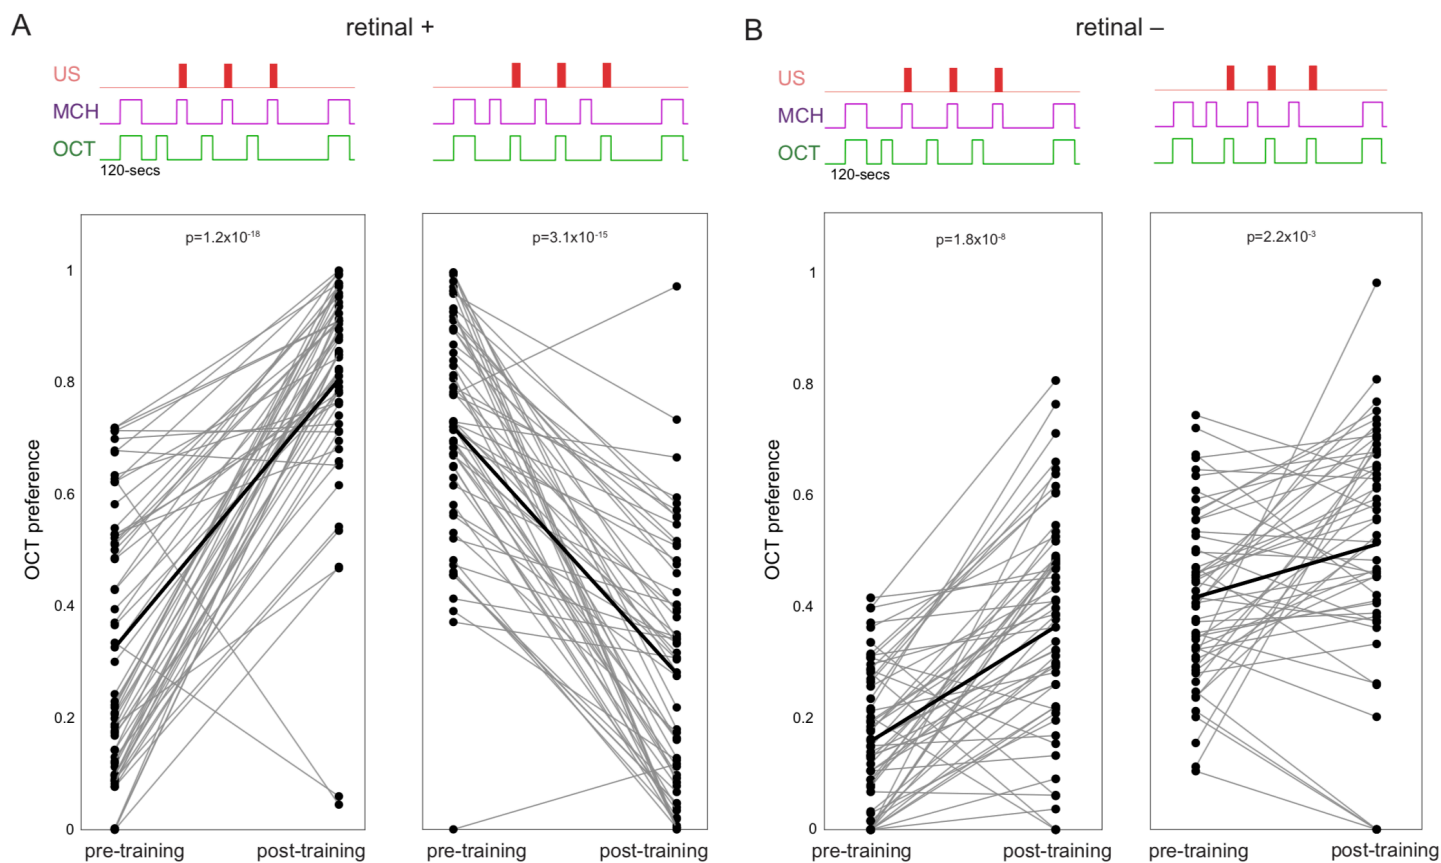 A
retinal +
US
MCH
OCT
120-secs
p=1.2x10-18
p=3.1x10-15
1
0.8
0.6
0.4
0.2
0
OCT preference
pre-training
post-training
pre-training
post-training
B
retinal –
US
MCH
OCT
120-secs
p=1.8x10-8
p=2.2x10-3
1
0.8
0.6
0.4
0.2
0
OCT preference
pre-training
post-training
pre-training
post-training